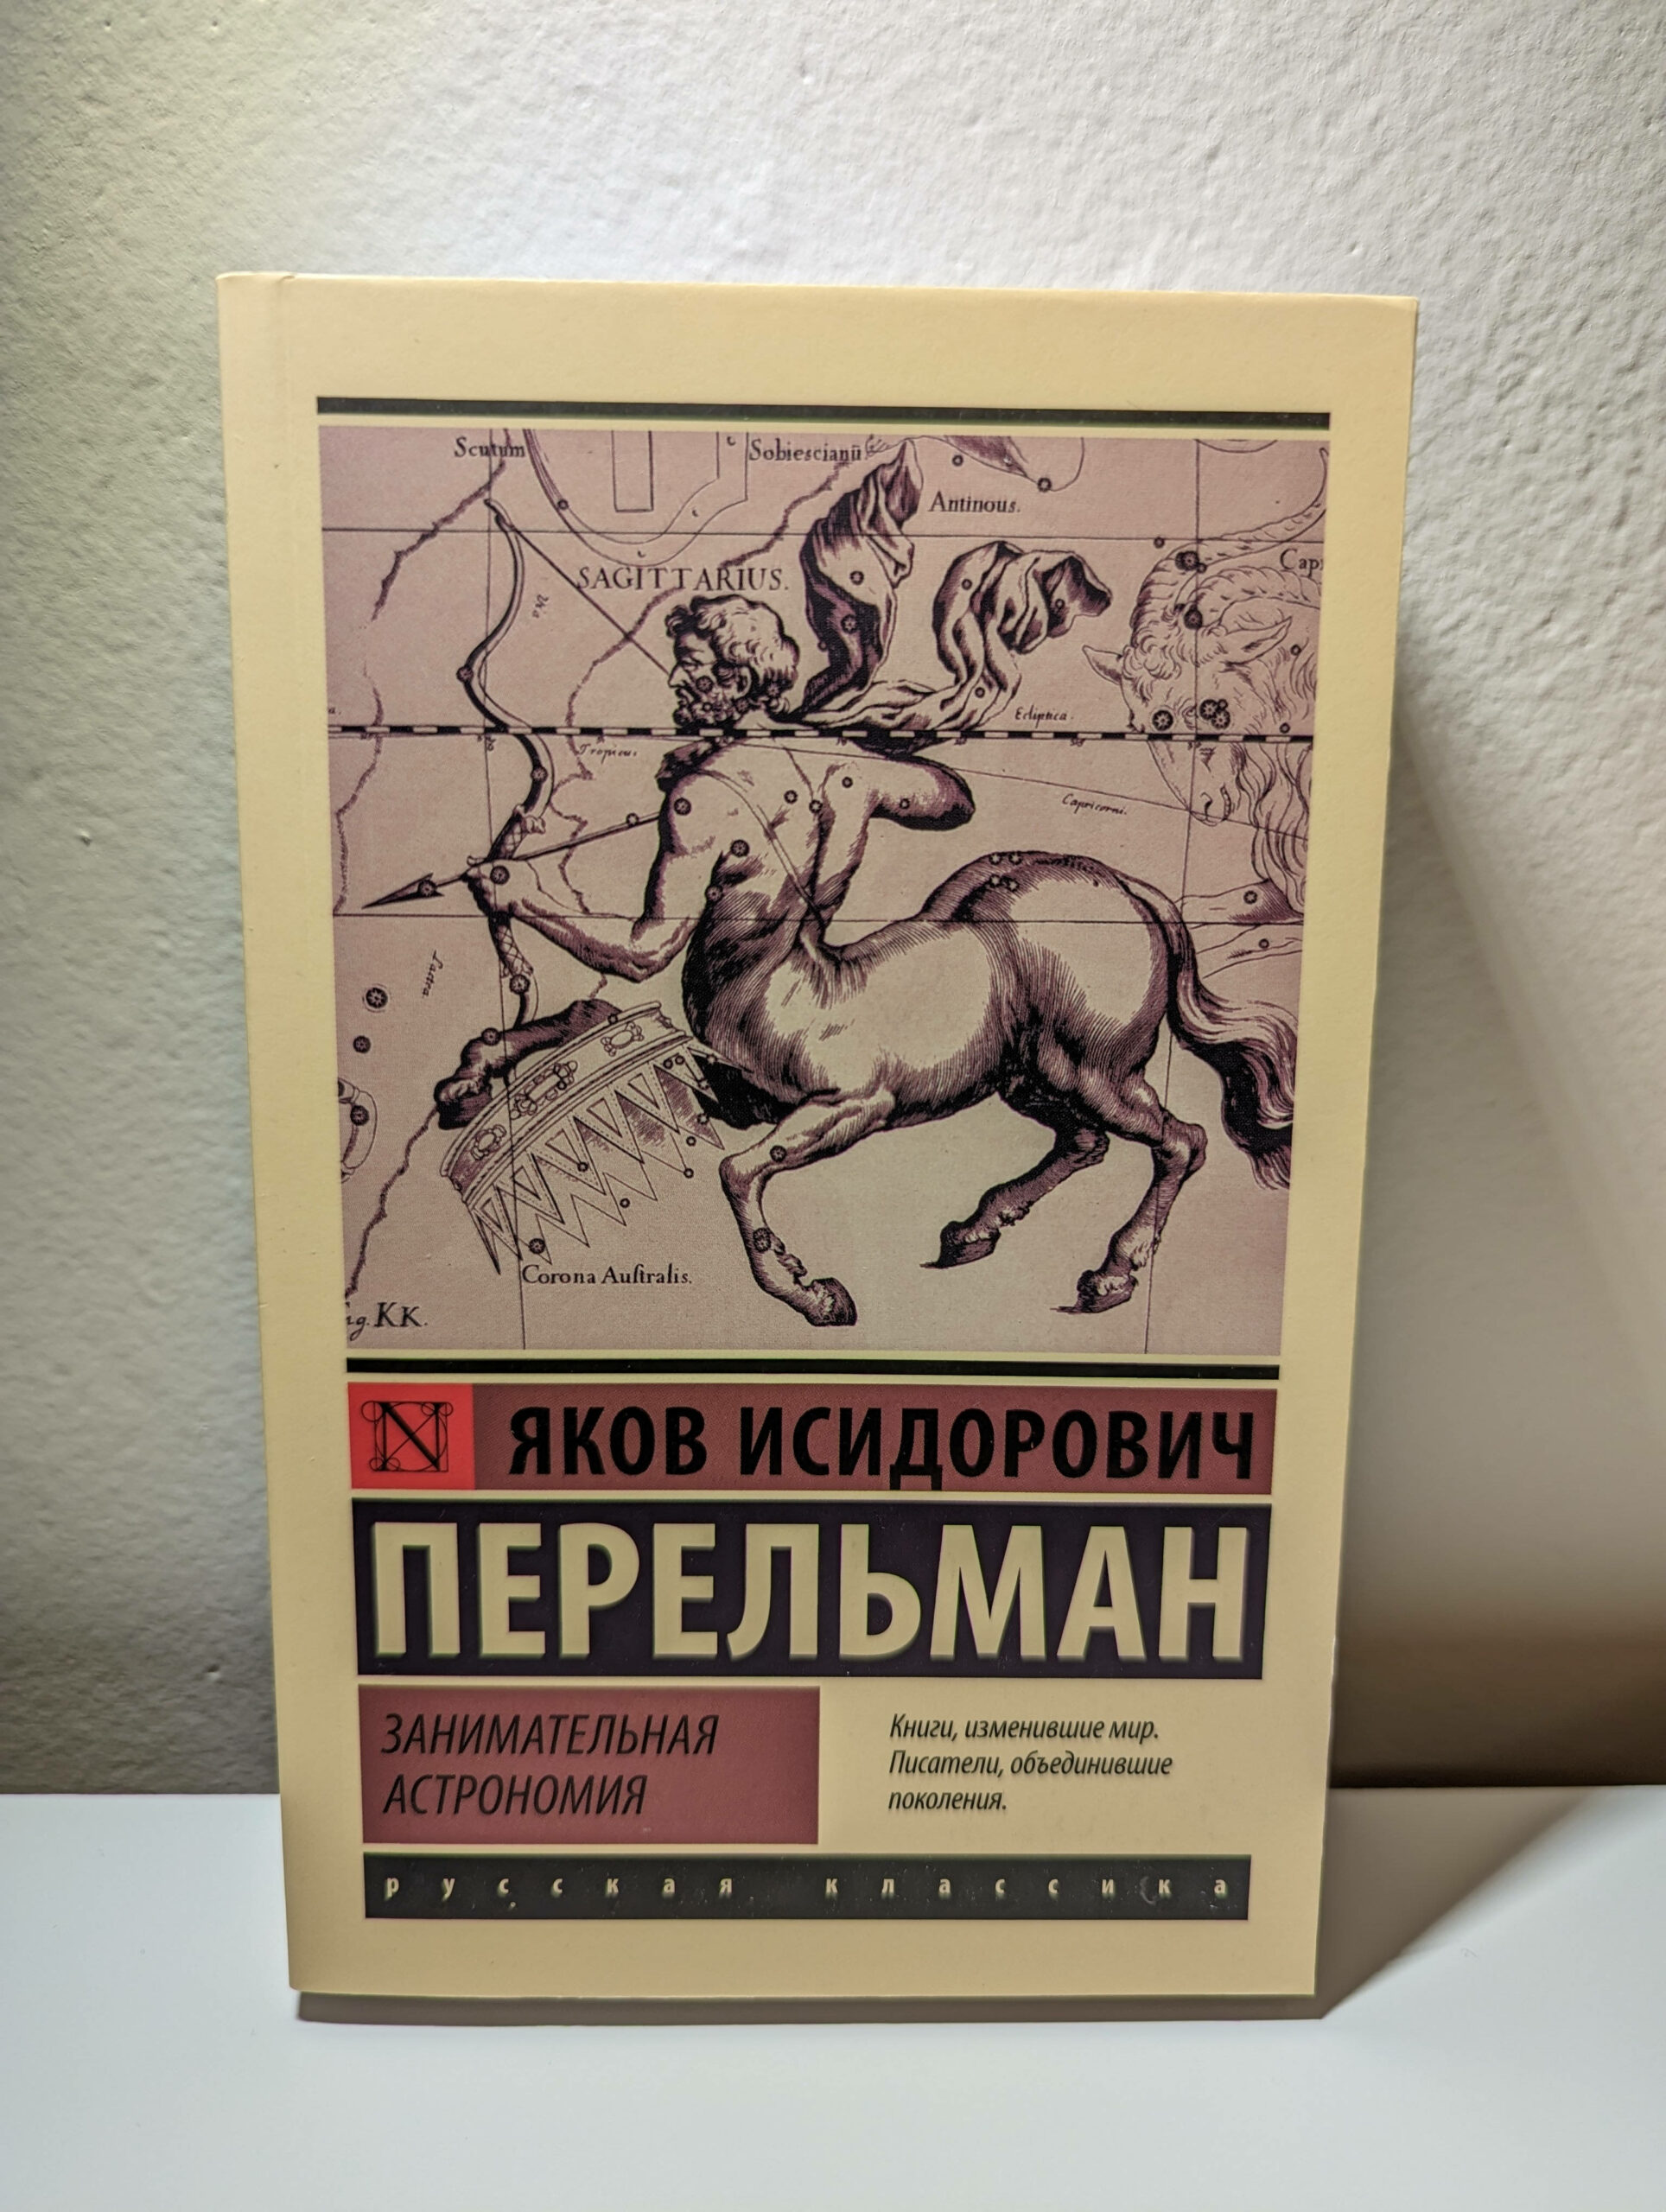 Scutum
Sobiescianū
Antinous.
SAGITTARIUS.
Ecliptica.
Tropicus.
Capricorni.
Corona Auſtralis.
KK.
N
ЯКОВ ИСИДОРОВИЧ
ПЕРЕЛЬМАН
ЗАНИМАТЕЛЬНАЯ
АСТРОНОМИЯ
Книги, изменившие мир.
Писатели, объединившие
поколения.
русская классика